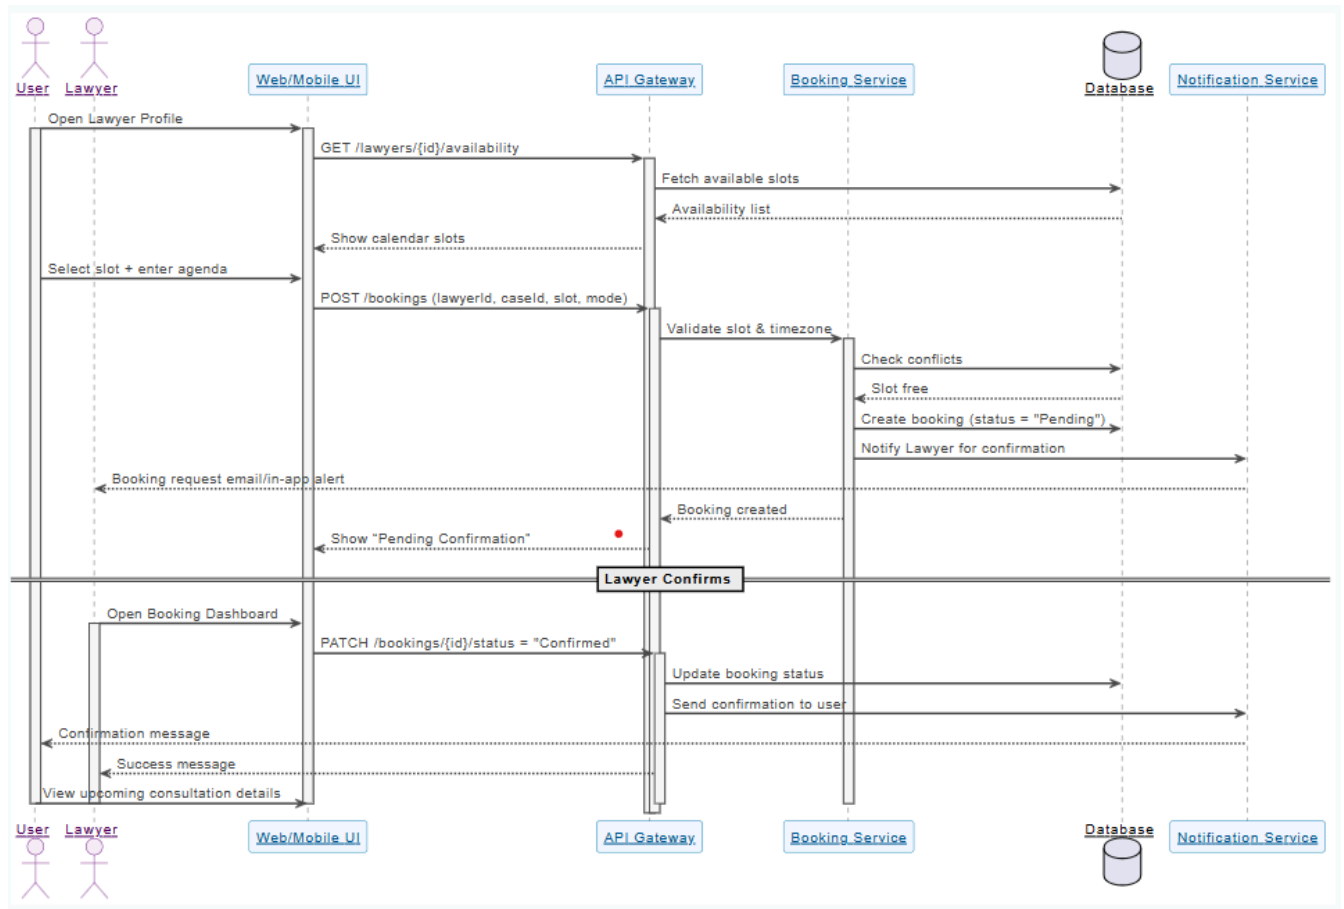 User
Lawyer
Web/Mobile UI
API Gateway
Booking Service
Database
Notification Service
Open Lawyer Profile
GET /lawyers/{id}/availability
Fetch available slots
Availability list
Show calendar slots
Select slot + enter agenda
POST /bookings (lawyerId, caseId, slot, mode)
Validate slot & timezone
Check conflicts
Slot free
Create booking (status = "Pending")
Notify Lawyer for confirmation
Booking request email/in-app alert
Booking created
Show "Pending Confirmation"
Lawyer Confirms
Open Booking Dashboard
PATCH /bookings/{id}/status = "Confirmed"
Update booking status
Send confirmation to user
Confirmation message
Success message
View upcoming consultation details
User
Lawyer
Web/Mobile UI
API Gateway
Booking Service
Database
Notification Service